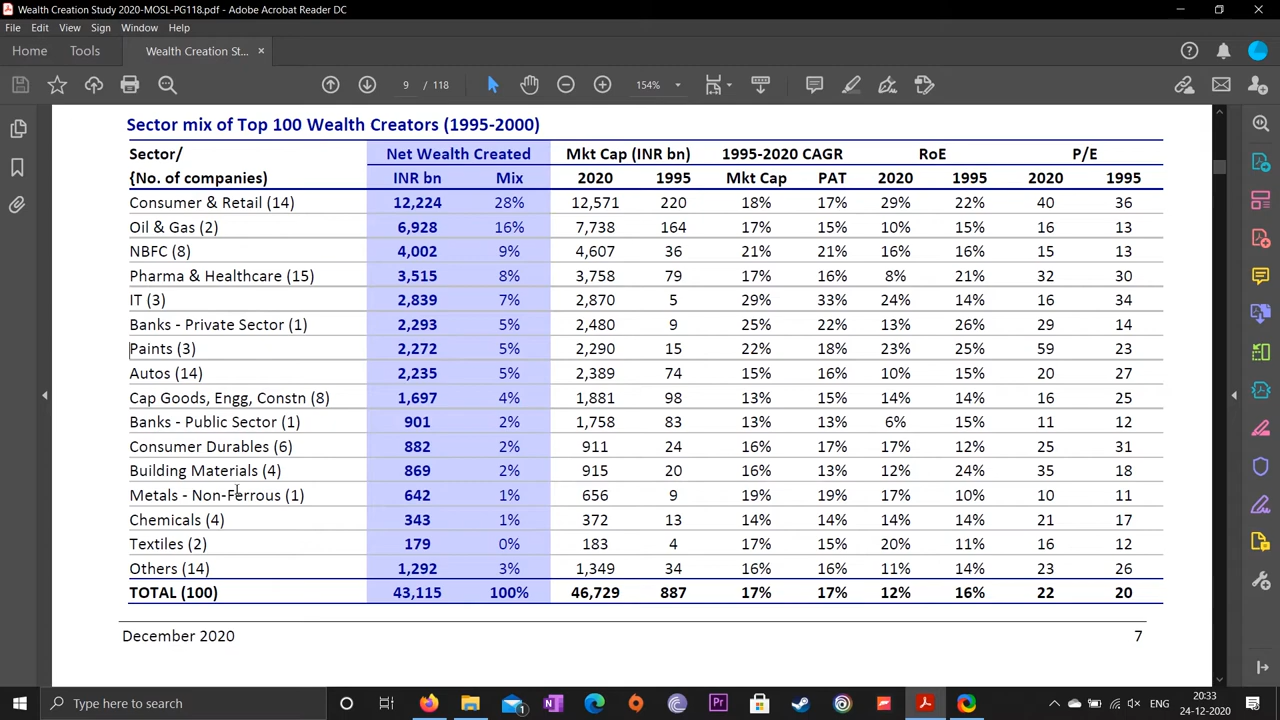 Wealth Creation Study 2020-MOSL-PG118.pdf - Adobe Acrobat Reader DC
File Edit View Sign Window Help
Home Tools Wealth Creation St... ×
9 / 118 154%
Sector mix of Top 100 Wealth Creators (1995-2000)
Sector/ Net Wealth Created Mkt Cap (INR bn) 1995-2020 CAGR RoE P/E
{No. of companies) INR bn Mix 2020 1995 Mkt Cap PAT 2020 1995 2020 1995
Consumer & Retail (14) 12,224 28% 12,571 220 18% 17% 29% 22% 40 36
Oil & Gas (2) 6,928 16% 7,738 164 17% 15% 10% 15% 16 13
NBFC (8) 4,002 9% 4,607 36 21% 21% 16% 16% 15 13
Pharma & Healthcare (15) 3,515 8% 3,758 79 17% 16% 8% 21% 32 30
IT (3) 2,839 7% 2,870 5 29% 33% 24% 14% 16 34
Banks - Private Sector (1) 2,293 5% 2,480 9 25% 22% 13% 26% 29 14
Paints (3) 2,272 5% 2,290 15 22% 18% 23% 25% 59 23
Autos (14) 2,235 5% 2,389 74 15% 16% 10% 15% 20 27
Cap Goods, Engg, Constn (8) 1,697 4% 1,881 98 13% 15% 14% 14% 16 25
Banks - Public Sector (1) 901 2% 1,758 83 13% 13% 6% 15% 11 12
Consumer Durables (6) 882 2% 911 24 16% 17% 17% 12% 25 31
Building Materials (4) 869 2% 915 20 16% 13% 12% 24% 35 18
Metals - Non-Ferrous (1) 642 1% 656 9 19% 19% 17% 10% 10 11
Chemicals (4) 343 1% 372 13 14% 14% 14% 14% 21 17
Textiles (2) 179 0% 183 4 17% 15% 20% 11% 16 12
Others (14) 1,292 3% 1,349 34 16% 16% 11% 14% 23 26
TOTAL (100) 43,115 100% 46,729 887 17% 17% 12% 16% 22 20
December 2020 7
Type here to search ENG 20:33
24-12-2020